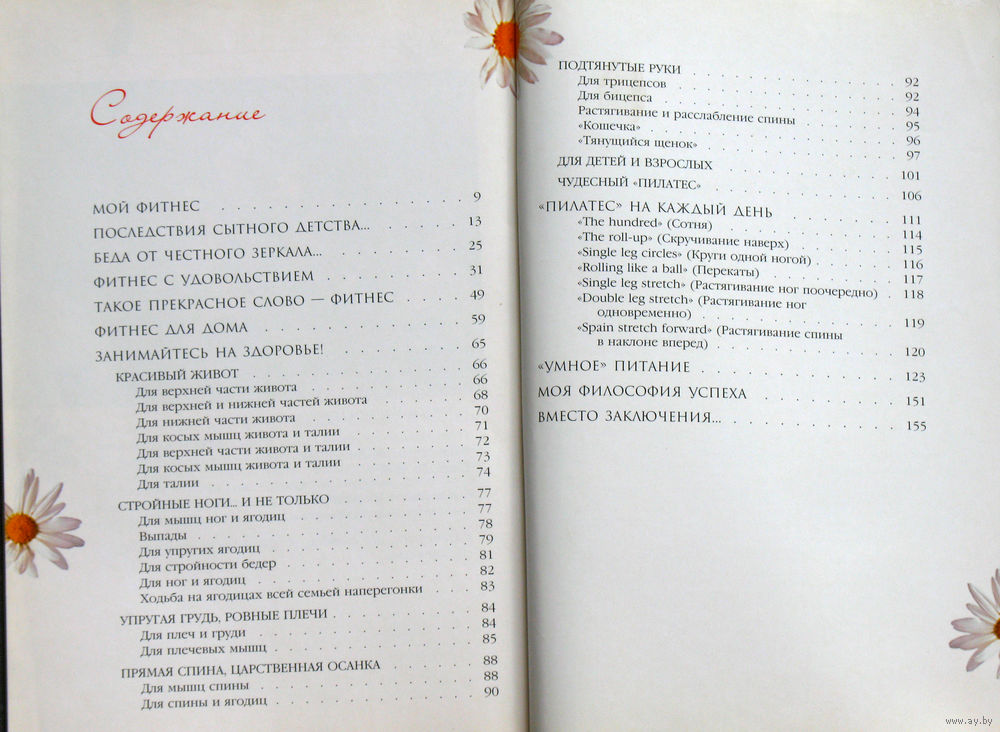 Содержание
МОЙ ФИТНЕС . . . . . . . . . . . . 9
ПОСЛЕДСТВИЯ СЫТНОГО ДЕТСТВА... . . . . 13
БЕДА ОТ ЧЕСТНОГО ЗЕРКАЛА... . . . . . . 25
ФИТНЕС С УДОВОЛЬСТВИЕМ . . . . . . . 31
ТАКОЕ ПРЕКРАСНОЕ СЛОВО — ФИТНЕС . . . . 49
ФИТНЕС ДЛЯ ДОМА . . . . . . . . . . 59
ЗАНИМАЙТЕСЬ НА ЗДОРОВЬЕ! . . . . . . 65
КРАСИВЫЙ ЖИВОТ . . . . . . . . . . 66
Для верхней части живота . . . . . . . . 66
Для верхней и нижней частей живота . . . . . 68
Для нижней части живота . . . . . . . . 70
Для косых мышц живота и талии . . . . . . 71
Для верхней части живота и талии . . . . . . 72
Для косых мышц живота и талии . . . . . . 73
Для талии . . . . . . . . . . . . 74
СТРОЙНЫЕ НОГИ... И НЕ ТОЛЬКО . . . . . . 77
Для мышц ног и ягодиц . . . . . . . . 77
Выпады . . . . . . . . . . . . 78
Для упругих ягодиц . . . . . . . . . 79
Для стройности бедер . . . . . . . . . 81
Для ног и ягодиц . . . . . . . . . . 82
Ходьба на ягодицах всей семьей наперегонки . . . 83
УПРУГАЯ ГРУДЬ, РОВНЫЕ ПЛЕЧИ . . . . . . 84
Для плеч и груди . . . . . . . . . . 84
Для плечевых мышц . . . . . . . . . 85
ПРЯМАЯ СПИНА, ЦАРСТВЕННАЯ ОСАНКА . . . . 88
Для мышц спины . . . . . . . . . . 88
Для спины и ягодиц . . . . . . . . . 90
ПОДТЯНУТЫЕ РУКИ . . . . . . . . . 92
Для трицепсов . . . . . . . . . . 92
Для бицепса . . . . . . . . . . . 94
Растягивание и расслабление спины . . . . . 95
«Кошечка» . . . . . . . . . . . 96
«Тянущийся щенок» . . . . . . . . . 97
ДЛЯ ДЕТЕЙ И ВЗРОСЛЫХ . . . . . . . . 101
ЧУДЕСНЫЙ «ПИЛАТЕС» . . . . . . . . 106
«ПИЛАТЕС» НА КАЖДЫЙ ДЕНЬ . . . . . . 111
«The hundred» (Сотня) . . . . . . . . 114
«The roll-up» (Скручивание наверх) . . . . . 115
«Single leg circles» (Круги одной ногой) . . . . 116
«Rolling like a ball» (Перекаты) . . . . . . 117
«Single leg stretch» (Растягивание ног поочередно) . 118
«Double leg stretch» (Растягивание ног
одновременно) . . . . . . . . . . 119
«Spain stretch forward» (Растягивание спины
в наклоне вперед) . . . . . . . . . 120
«УМНОЕ» ПИТАНИЕ . . . . . . . . . 123
МОЯ ФИЛОСОФИЯ УСПЕХА . . . . . . . 151
ВМЕСТО ЗАКЛЮЧЕНИЯ... . . . . . . . . 155
www.ay.by